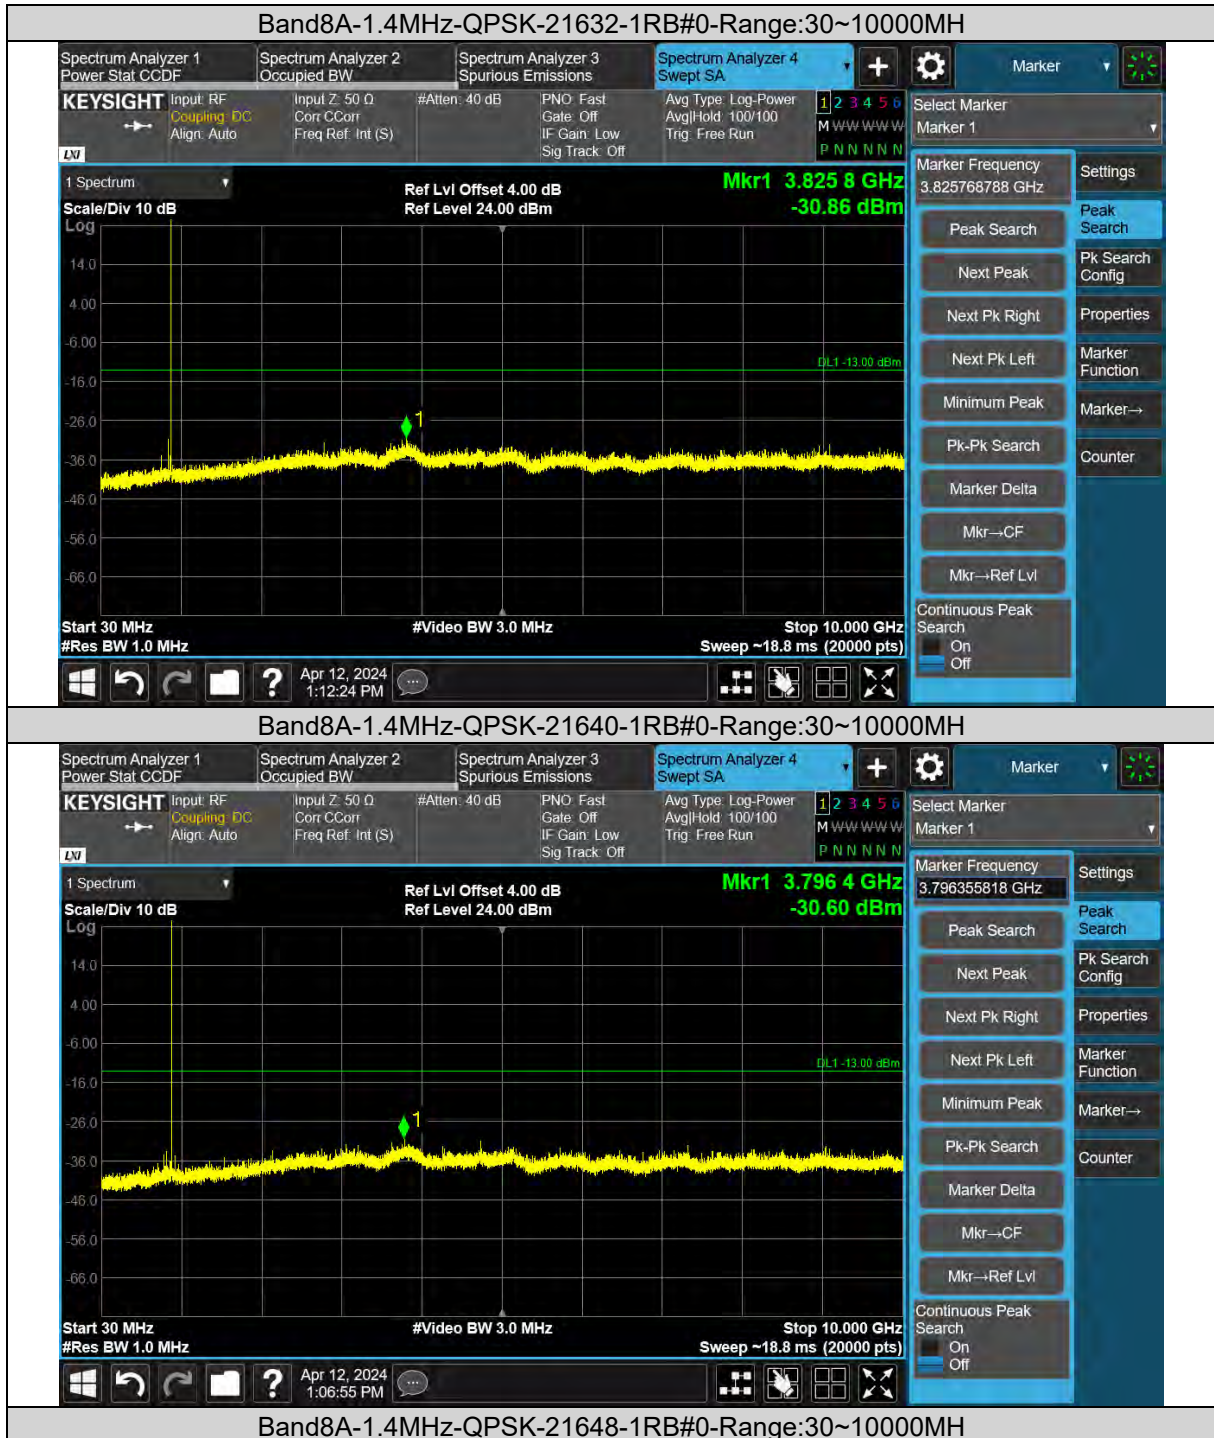 Band8A-1.4MHz-QPSK-21632-1RB#0-Range:30~10000MH
Spectrum Analyzer 1
Power Stat CCDF
Spectrum Analyzer 2
Occupied BW
Spectrum Analyzer 3
Spurious Emissions
Spectrum Analyzer 4
Swept SA
Marker
KEYSIGHT
LXI
Input: RF
Coupling: DC
Align: Auto
Input Z: 50 Ω
Corr CCorr
Freq Ref: Int (S)
#Atten: 40 dB
PNO: Fast
Gate: Off
IF Gain: Low
Sig Track: Off
Avg Type: Log-Power
Avg|Hold: 100/100
Trig: Free Run
1 2 3 4 5 6
M W W W W W
P N N N N N
Select Marker
Marker 1
1 Spectrum
Scale/Div 10 dB
Log
Ref Lvl Offset 4.00 dB
Ref Level 24.00 dBm
Mkr1 3.825 8 GHz
-30.86 dBm
14.0
4.00
-6.00
-16.0
-26.0
-36.0
-46.0
-56.0
-66.0
DL1 -13.00 dBm
1
Start 30 MHz
#Res BW 1.0 MHz
#Video BW 3.0 MHz
Stop 10.000 GHz
Sweep ~18.8 ms (20000 pts)
Marker Frequency
3.825768788 GHz
Peak Search
Next Peak
Next Pk Right
Next Pk Left
Minimum Peak
Pk-Pk Search
Marker Delta
Mkr→CF
Mkr→Ref Lvl
Continuous Peak
Search
On
Off
Settings
Peak
Search
Pk Search
Config
Properties
Marker
Function
Marker→
Counter
Apr 12, 2024
1:12:24 PM
Band8A-1.4MHz-QPSK-21640-1RB#0-Range:30~10000MH
Spectrum Analyzer 1
Power Stat CCDF
Spectrum Analyzer 2
Occupied BW
Spectrum Analyzer 3
Spurious Emissions
Spectrum Analyzer 4
Swept SA
Marker
KEYSIGHT
LXI
Input: RF
Coupling: DC
Align: Auto
Input Z: 50 Ω
Corr CCorr
Freq Ref: Int (S)
#Atten: 40 dB
PNO: Fast
Gate: Off
IF Gain: Low
Sig Track: Off
Avg Type: Log-Power
Avg|Hold: 100/100
Trig: Free Run
1 2 3 4 5 6
M W W W W W
P N N N N N
Select Marker
Marker 1
1 Spectrum
Scale/Div 10 dB
Log
Ref Lvl Offset 4.00 dB
Ref Level 24.00 dBm
Mkr1 3.796 4 GHz
-30.60 dBm
14.0
4.00
-6.00
-16.0
-26.0
-36.0
-46.0
-56.0
-66.0
DL1 -13.00 dBm
1
Start 30 MHz
#Res BW 1.0 MHz
#Video BW 3.0 MHz
Stop 10.000 GHz
Sweep ~18.8 ms (20000 pts)
Marker Frequency
3.796355818 GHz
Peak Search
Next Peak
Next Pk Right
Next Pk Left
Minimum Peak
Pk-Pk Search
Marker Delta
Mkr→CF
Mkr→Ref Lvl
Continuous Peak
Search
On
Off
Settings
Peak
Search
Pk Search
Config
Properties
Marker
Function
Marker→
Counter
Apr 12, 2024
1:06:55 PM
Band8A-1.4MHz-QPSK-21648-1RB#0-Range:30~10000MH